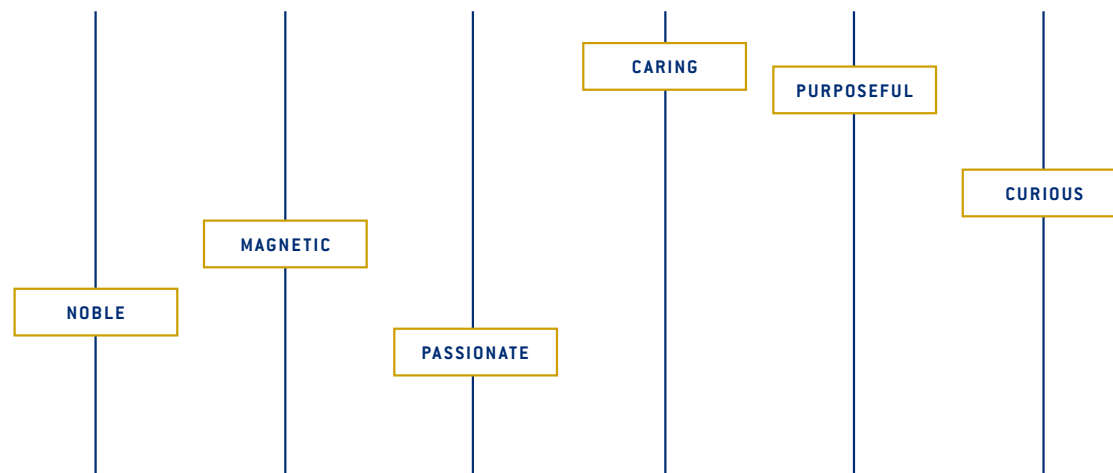 NOBLE
MAGNETIC
PASSIONATE
CARING
PURPOSEFUL
CURIOUS